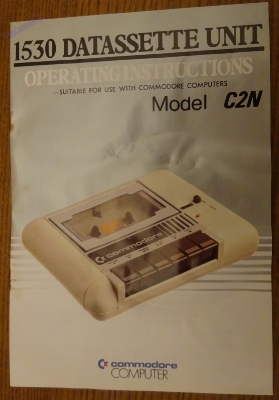 1530 DATASSETTE UNIT
OPERATING INSTRUCTIONS
—SUITABLE FOR USE WITH COMMODORE COMPUTERS
Model C2N
commodore
commodore
COMPUTER